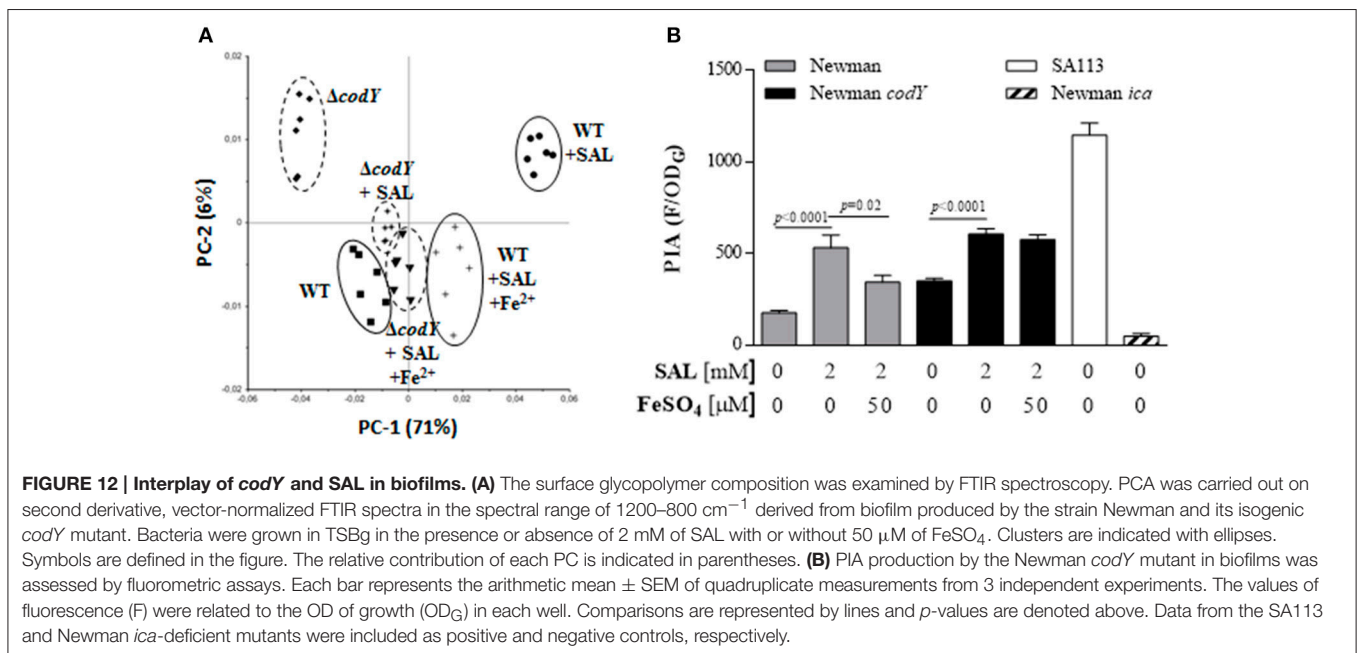 A
B
0,02
0,01
0
-0,01
-0,02
-0,06
-0,04
-0,02
0
0,02
0,04
0,06
PC-2 (6%)
PC-1 (71%)
ΔcodY
WT
+SAL
ΔcodY
+ SAL
WT
WT
+SAL
+Fe²⁺
ΔcodY
+ SAL
+Fe²⁺
1500
1000
500
0
PIA (F/OD_G)
Newman
Newman codY
SA113
Newman ica
p<0.0001
p=0.02
p<0.0001
SAL [mM] 0 2 2 0 2 2 0 0
FeSO₄ [μM] 0 0 50 0 0 50 0 0
FIGURE 12 | Interplay of codY and SAL in biofilms. (A) The surface glycopolymer composition was examined by FTIR spectroscopy. PCA was carried out on
second derivative, vector-normalized FTIR spectra in the spectral range of 1200–800 cm⁻¹ derived from biofilm produced by the strain Newman and its isogenic
codY mutant. Bacteria were grown in TSBg in the presence or absence of 2 mM of SAL with or without 50 μM of FeSO₄. Clusters are indicated with ellipses.
Symbols are defined in the figure. The relative contribution of each PC is indicated in parentheses. (B) PIA production by the Newman codY mutant in biofilms was
assessed by fluorometric assays. Each bar represents the arithmetic mean ± SEM of quadruplicate measurements from 3 independent experiments. The values of
fluorescence (F) were related to the OD of growth (OD_G) in each well. Comparisons are represented by lines and p-values are denoted above. Data from the SA113
and Newman ica-deficient mutants were included as positive and negative controls, respectively.